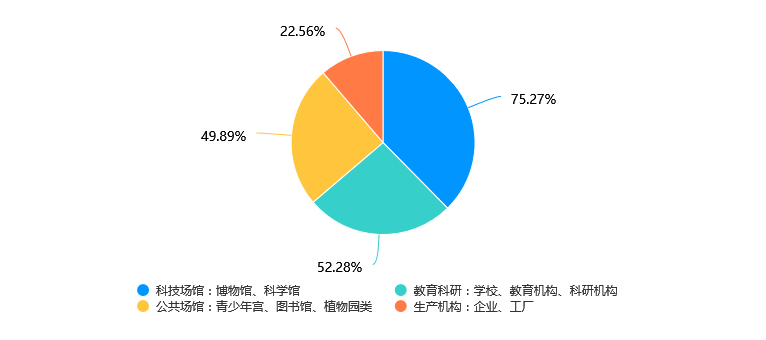 22.56%
75.27%
49.89%
52.28%
科技场馆：博物馆、科学馆
教育科研：学校、教育机构、科研机构
公共场馆：青少年宫、图书馆、植物园类
生产机构：企业、工厂